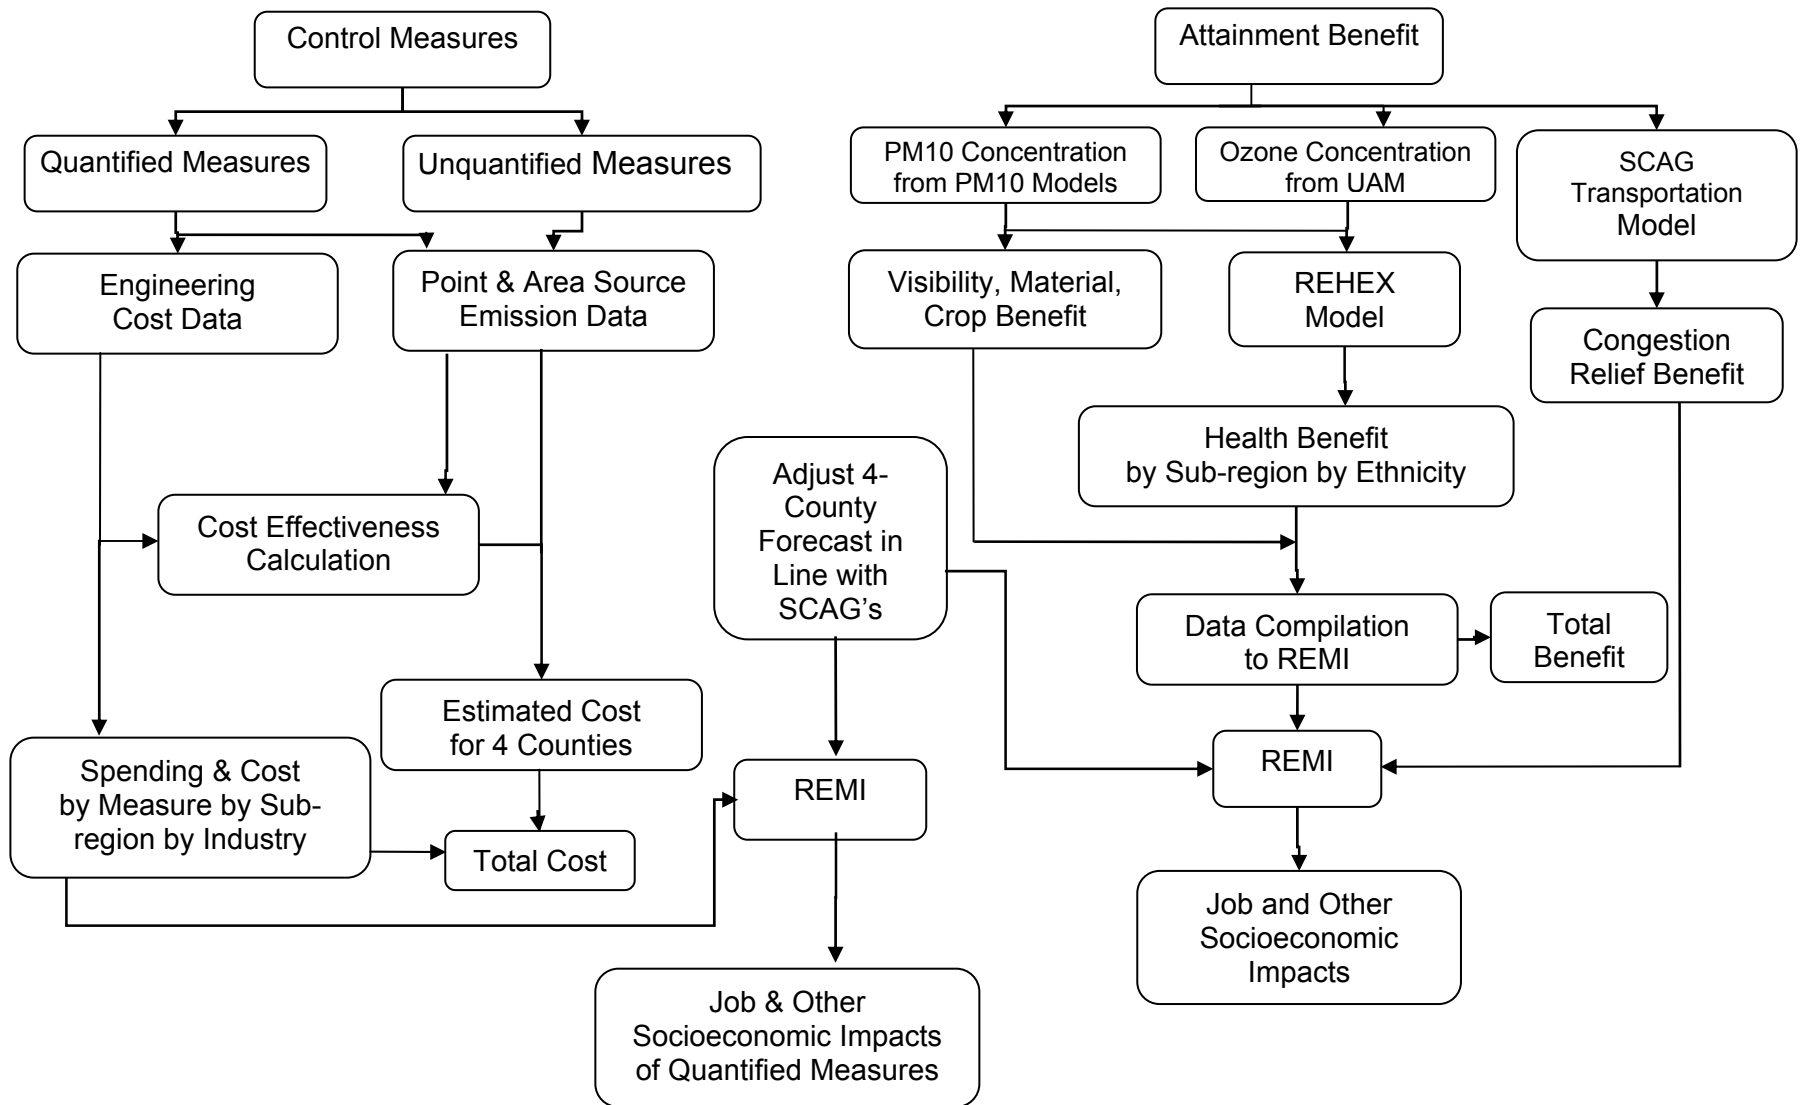 Control Measures
Attainment Benefit
Quantified Measures
Unquantified Measures
PM10 Concentration
from PM10 Models
Ozone Concentration
from UAM
SCAG
Transportation
Model
Engineering
Cost Data
Point & Area Source
Emission Data
Visibility, Material,
Crop Benefit
REHEX
Model
Congestion
Relief Benefit
Health Benefit
by Sub-region by Ethnicity
Adjust 4-
County
Forecast in
Line with
SCAG’s
Cost Effectiveness
Calculation
Data Compilation
to REMI
Total
Benefit
Estimated Cost
for 4 Counties
Spending & Cost
by Measure by Sub-
region by Industry
REMI
REMI
Total Cost
Job and Other
Socioeconomic
Impacts
Job & Other
Socioeconomic Impacts
of Quantified Measures